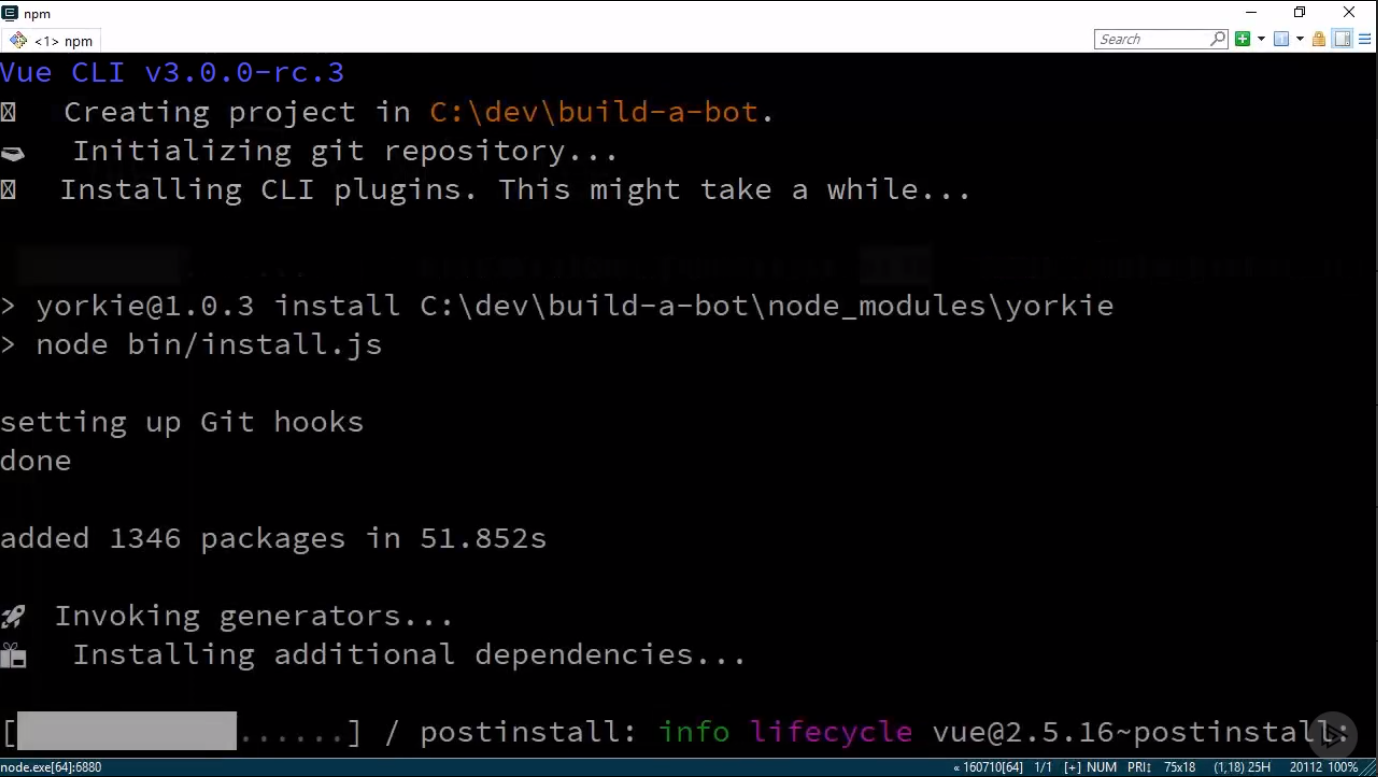 npm
<1> npm
Search
Vue CLI v3.0.0-rc.3
Creating project in C:\dev\build-a-bot.
Initializing git repository...
Installing CLI plugins. This might take a while...
> yorkie@1.0.3 install C:\dev\build-a-bot\node_modules\yorkie
> node bin/install.js
setting up Git hooks
done
added 1346 packages in 51.852s
Invoking generators...
Installing additional dependencies...
[ ......] / postinstall: info lifecycle vue@2.5.16~postinstall:
node.exe[64]:6880 « 160710[64] 1/1 [+] NUM PRI↕ 75x18 (1,18) 25H 20112 100%